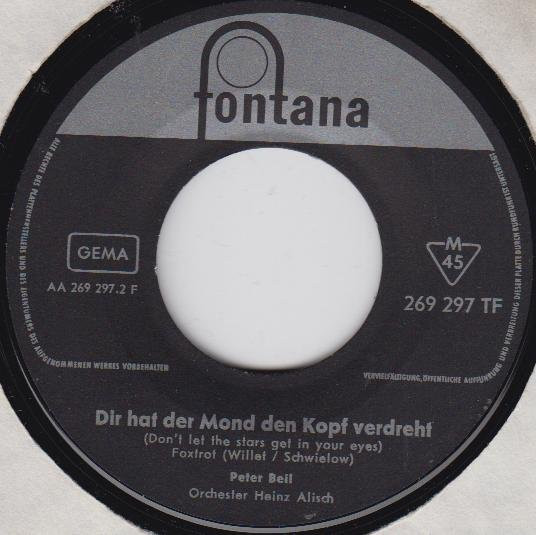 fontana
GEMA
AA 269 297.2 F
M
45
269 297 TF
ALLE RECHTE DES PLATTENHERSTELLERS UND DES EIGENTÜMERS DES AUFGENOMMENEN WERKES VORBEHALTEN
VERVIELFÄLTIGUNG, ÖFFENTLICHE AUFFÜHRUNG UND VERBREITUNG DIESER PLATTE DURCH RUNDFUNK IST UNTERSAGT
Dir hat der Mond den Kopf verdreht
(Don't let the stars get in your eyes)
Foxtrot (Willet / Schwielow)
Peter Beil
Orchester Heinz Alisch